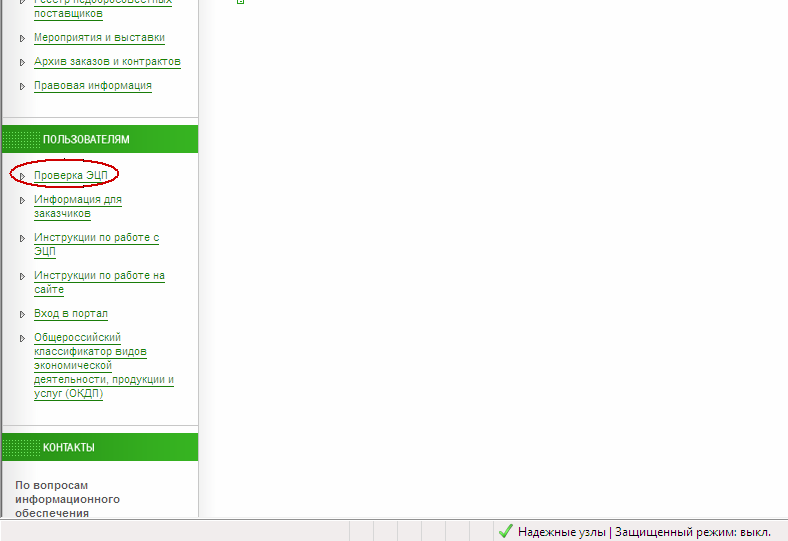 Реестр недобросовестных
поставщиков
Мероприятия и выставки
Архив заказов и контрактов
Правовая информация
ПОЛЬЗОВАТЕЛЯМ
Проверка ЭЦП
Информация для
заказчиков
Инструкции по работе с
ЭЦП
Инструкции по работе на
сайте
Вход в портал
Общероссийский
классификатор видов
экономической
деятельности, продукции и
услуг (ОКДП)
КОНТАКТЫ
По вопросам
информационного
обеспечения
Надежные узлы | Защищенный режим: выкл.